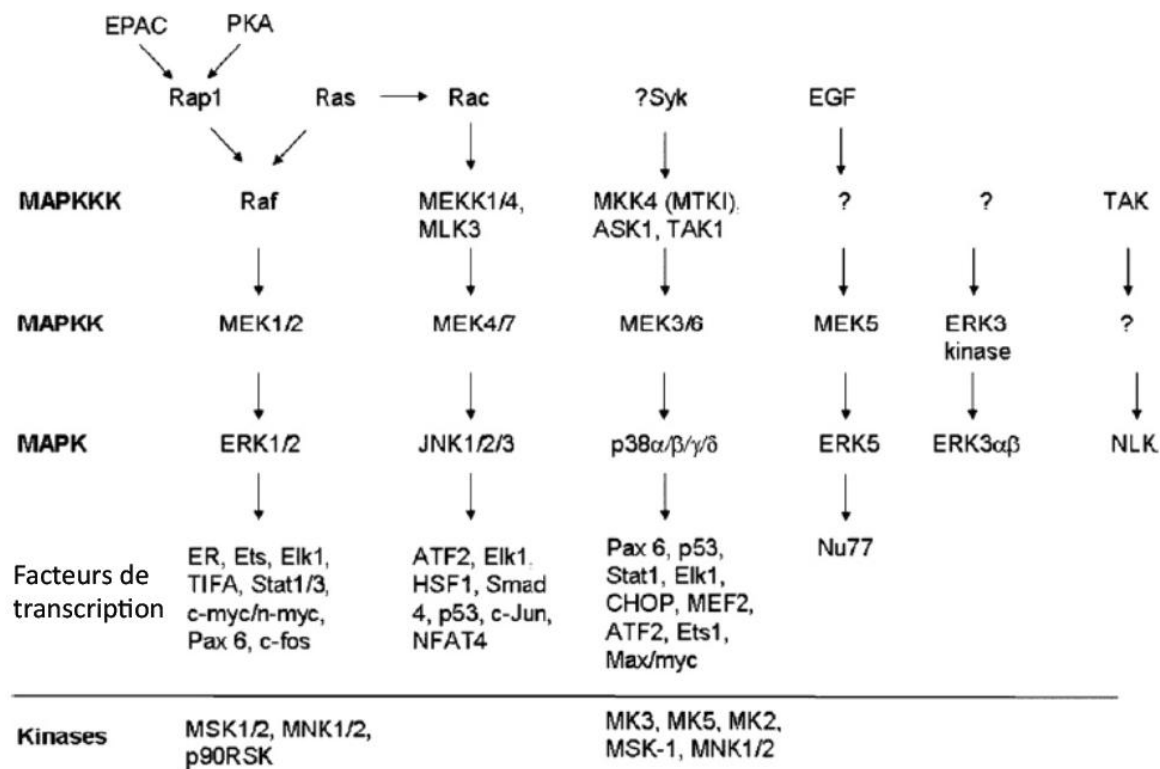 EPAC PKA
Rap1 Ras Rac ?Syk EGF
MAPKKK Raf MEKK1/4, MKK4 (MTKI), ? ? TAK
MLK3 ASK1, TAK1
MAPKK MEK1/2 MEK4/7 MEK3/6 MEK5 ERK3 ?
kinase
MAPK ERK1/2 JNK1/2/3 p38α/β/γ/δ ERK5 ERK3αβ NLK
Facteurs de transcription
ER, Ets, Elk1,
TIFA, Stat1/3,
c-myc/n-myc,
Pax 6, c-fos
ATF2, Elk1,
HSF1, Smad
4, p53, c-Jun,
NFAT4
Pax 6, p53,
Stat1, Elk1,
CHOP, MEF2,
ATF2, Ets1,
Max/myc
Nu77
Kinases
MSK1/2, MNK1/2,
p90RSK
MK3, MK5, MK2,
MSK-1, MNK1/2